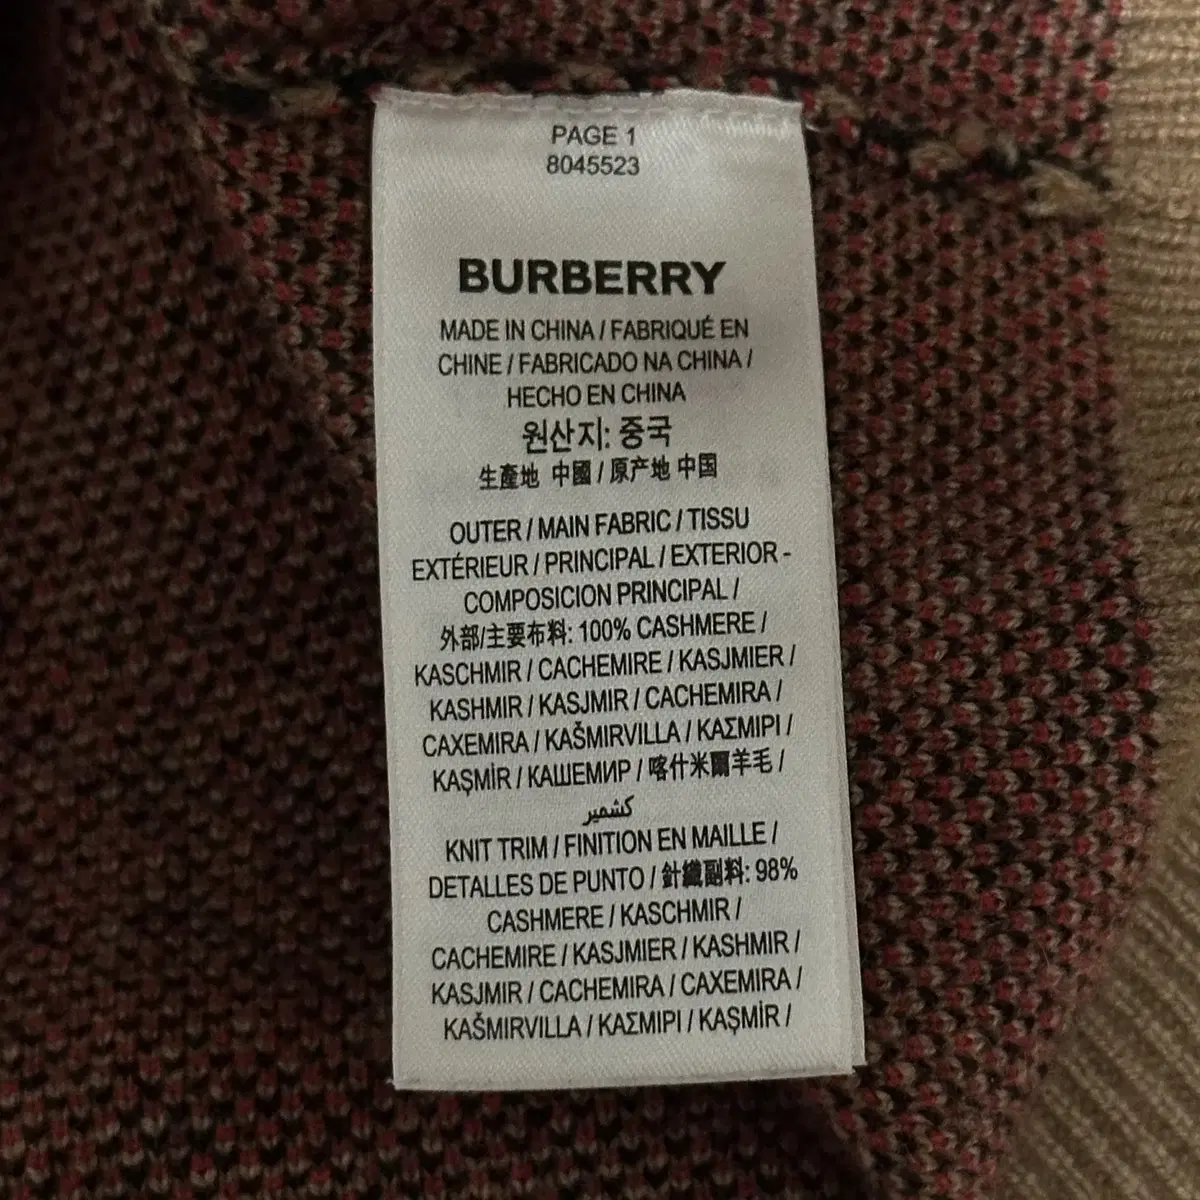 PAGE 1
8045523
BURBERRY
MADE IN CHINA / FABRIQUÉ EN
CHINE / FABRICADO NA CHINA /
HECHO EN CHINA
원산지: 중국
生產地 中國 / 原产地 中国
OUTER / MAIN FABRIC / TISSU
EXTÉRIEUR / PRINCIPAL / EXTERIOR -
COMPOSICION PRINCIPAL /
外部/主要布料: 100% CASHMERE /
KASCHMIR / CACHEMIRE / KASJMIER /
KASHMIR / KASJMIR / CACHEMIRA /
CAXEMIRA / KAŠMIRVILLA / ΚΑΣΜΙΡΙ /
KAŞMİR / КАШЕМИР / 喀什米爾羊毛 /
كشمير
KNIT TRIM / FINITION EN MAILLE /
DETALLES DE PUNTO / 針織副料: 98%
CASHMERE / KASCHMIR /
CACHEMIRE / KASJMIER / KASHMIR /
KASJMIR / CACHEMIRA / CAXEMIRA /
KAŠMIRVILLA / ΚΑΣΜΙΡΙ / KAŞMİR /